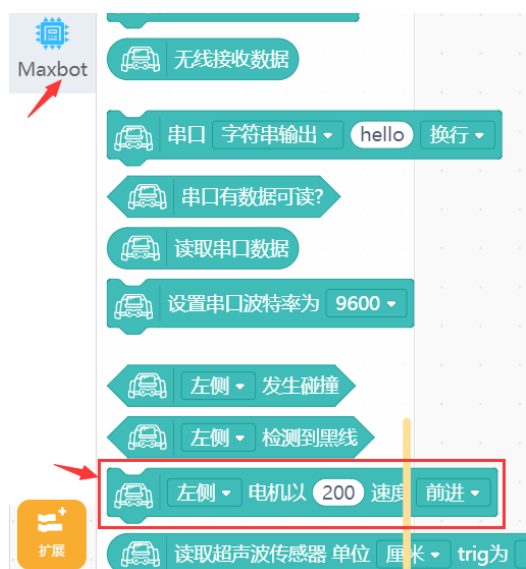 Maxbot
无线接收数据
串口 字符串输出 hello 换行
串口有数据可读?
读取串口数据
设置串口波特率为 9600
左侧 发生碰撞
左侧 检测到黑线
左侧 电机以 200 速度 前进
扩展
读取超声波传感器 单位 厘米 trig为